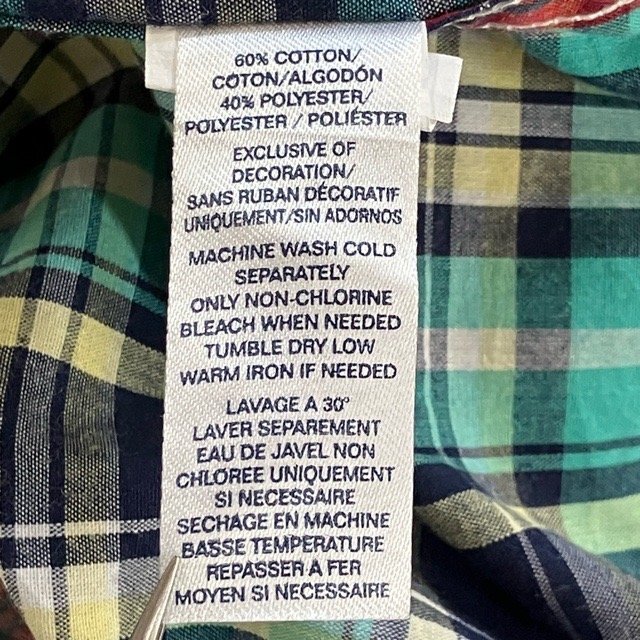 60% COTTON/
COTON/ALGODÓN
40% POLYESTER/
POLYESTER / POLIÉSTER
EXCLUSIVE OF
DECORATION/
SANS RUBAN DÉCORATIF
UNIQUEMENT/SIN ADORNOS
MACHINE WASH COLD
SEPARATELY
ONLY NON-CHLORINE
BLEACH WHEN NEEDED
TUMBLE DRY LOW
WARM IRON IF NEEDED
LAVAGE A 30°
LAVER SEPAREMENT
EAU DE JAVEL NON
CHLOREE UNIQUEMENT
SI NECESSAIRE
SECHAGE EN MACHINE
BASSE TEMPERATURE
REPASSER A FER
MOYEN SI NECESSAIRE